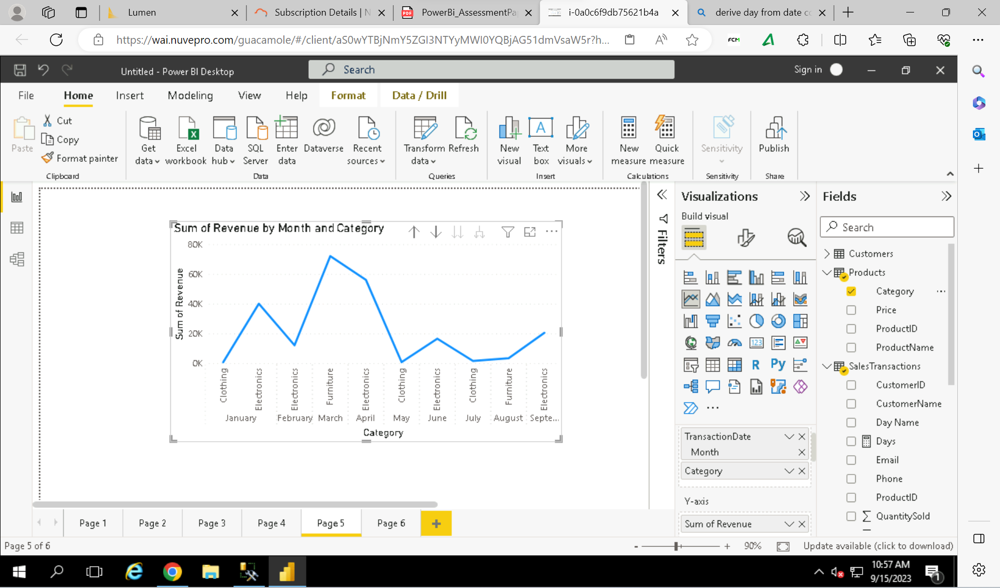 Lumen
Subscription Details | N
PowerBi_AssessmentPa
i-0a0c6f9db75621b4a
derive day from date co
https://wai.nuvepro.com/guacamole/#/client/aS0wYTBjNmY5ZGI3NTYyMWI0YQBjAG51dmVsaW5r?h...
FCM
Untitled - Power BI Desktop
Search
Sign in
File
Home
Insert
Modeling
View
Help
Format
Data / Drill
Paste
Cut
Copy
Format painter
Clipboard
Get data
Excel workbook
Data hub
SQL Server
Enter data
Dataverse
Recent sources
Data
Transform data
Refresh
Queries
New visual
Text box
More visuals
Insert
New measure
Quick measure
Calculations
Sensitivity
Sensitivity
Publish
Share
Sum of Revenue by Month and Category
80K
60K
40K
20K
0K
Sum of Revenue
Clothing
Electronics
Electronics
Furniture
Electronics
Clothing
Electronics
Clothing
Furniture
Electronics
January
February
March
April
May
June
July
August
Septe...
Category
Filters
Visualizations
Build visual
123
R
Py
TransactionDate
Month
Category
Y-axis
Sum of Revenue
Fields
Search
Customers
Products
Category
Price
ProductID
ProductName
SalesTransactions
CustomerID
CustomerName
Day Name
Days
Email
Phone
ProductID
QuantitySold
Page 1
Page 2
Page 3
Page 4
Page 5
Page 6
Page 5 of 6
90%
Update available (click to download)
10:57 AM
9/15/2023
1